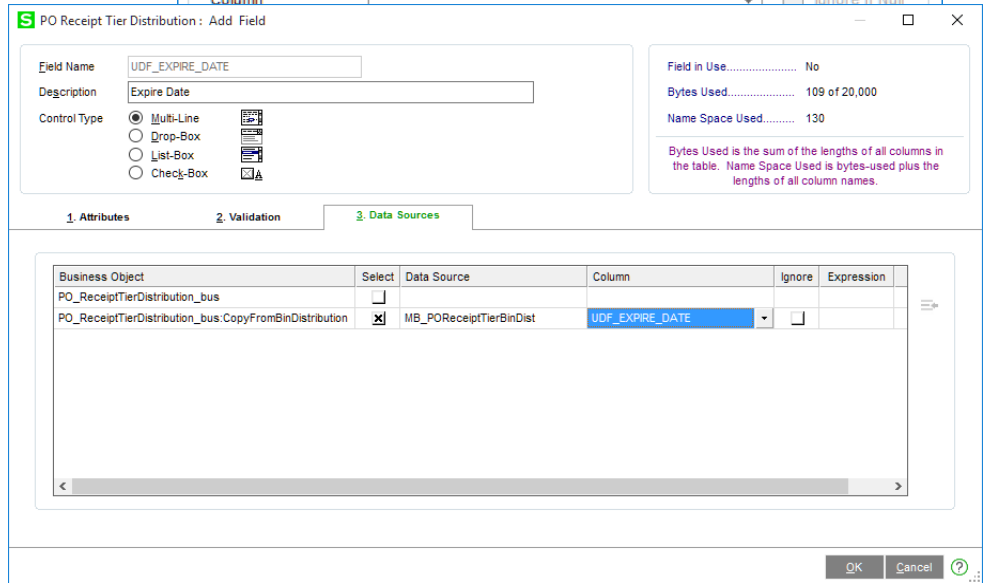 Column
Ignore if Null
S PO Receipt Tier Distribution : Add Field
Field Name UDF_EXPIRE_DATE
Description Expire Date
Control Type Multi-Line
Drop-Box
List-Box
Check-Box
Field in Use...................... No
Bytes Used..................... 109 of 20,000
Name Space Used.......... 130
Bytes Used is the sum of the lengths of all columns in
the table. Name Space Used is bytes-used plus the
lengths of all column names.
1. Attributes 2. Validation 3. Data Sources
Business Object Select Data Source Column Ignore Expression
PO_ReceiptTierDistribution_bus
PO_ReceiptTierDistribution_bus:CopyFromBinDistribution MB_POReceiptTierBinDist UDF_EXPIRE_DATE
OK Cancel ?